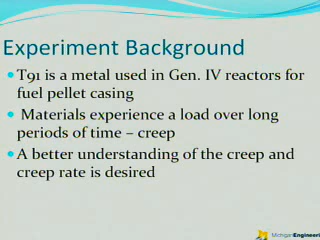 Experiment Background
T91 is a metal used in Gen. IV reactors for
fuel pellet casing
Materials experience a load over long
periods of time – creep
A better understanding of the creep and
creep rate is desired